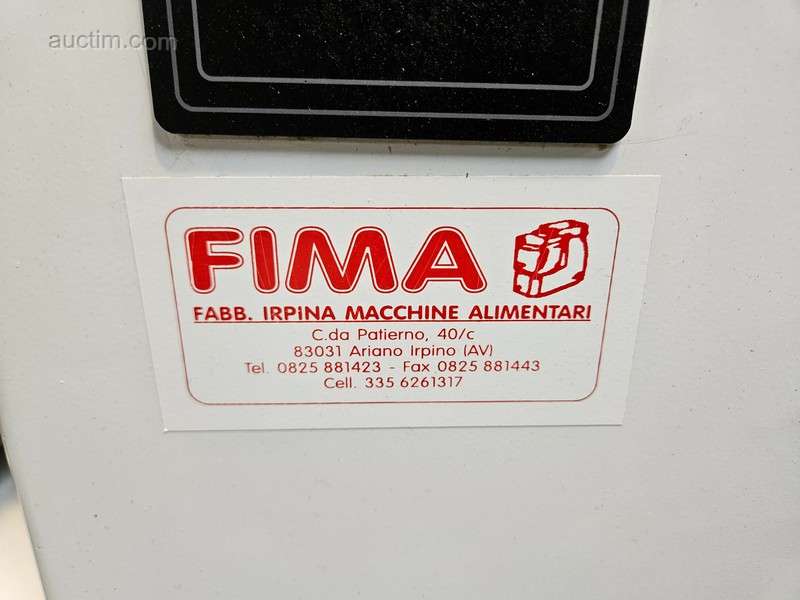 auctim.com
FIMA
FABB. IRPINA MACCHINE ALIMENTARI
C.da Patierno, 40/c
83031 Ariano Irpino (AV)
Tel. 0825 881423 - Fax 0825 881443
Cell. 335 6261317